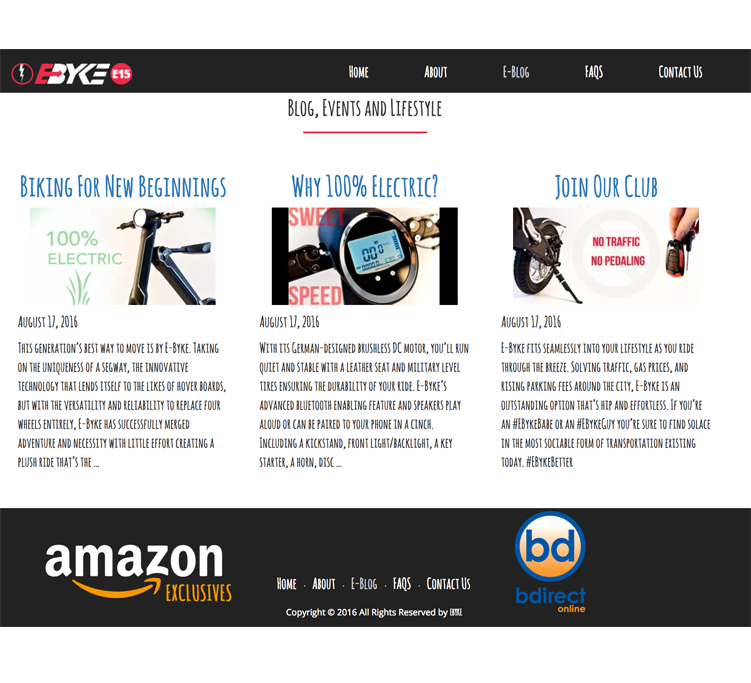 EBYKE E15
Home About E-Blog FAQS Contact Us
Blog, Events and Lifestyle
Biking For New Beginnings
100%
ELECTRIC
August 17, 2016
This generation's best way to move is by E-Byke. Taking
on the uniqueness of a segway, the innovative
technology that lends itself to the likes of hover boards,
but with the versatility and reliability to replace four
wheels entirely, E-Byke has successfully merged
adventure and necessity with little effort creating a
plush ride that's the ...
Why 100% Electric?
SWEET
SPEED
August 17, 2016
With its German-designed brushless DC motor, you'll run
quiet and stable with a leather seat and military level
tires ensuring the durability of your ride. E-Byke's
advanced bluetooth enabling feature and speakers play
aloud or can be paired to your phone in a cinch.
Including a kickstand, front light/backlight, a key
starter, a horn, disc ...
Join Our Club
NO TRAFFIC
NO PEDALING
August 17, 2016
E-Byke fits seamlessly into your lifestyle as you ride
through the breeze. Solving traffic, gas prices, and
rising parking fees around the city, E-Byke is an
outstanding option that's hip and effortless. If you're
an #EBykeBabe or an #EBykeGuy you're sure to find solace
in the most sociable form of transportation existing
today. #EBykeBetter
amazon
EXCLUSIVES
Home · About · E-Blog · FAQS · Contact Us
Copyright © 2016 All Rights Reserved by EBYKE
bd
bdirect
online